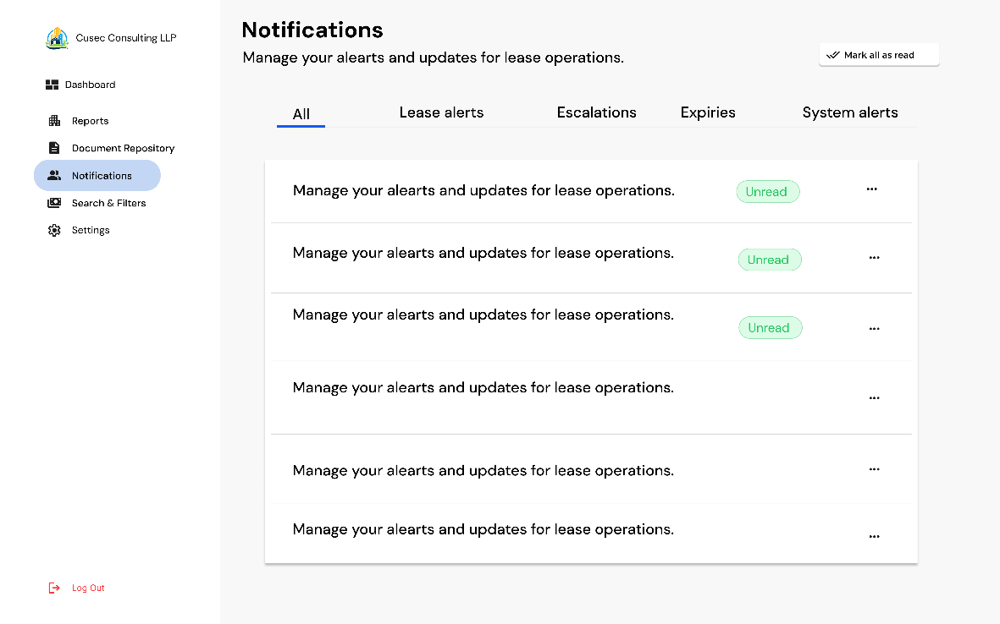 Cusec Consulting LLP
Dashboard
Reports
Document Repository
Notifications
Search & Filters
Settings
Log Out
Notifications
Manage your alearts and updates for lease operations.
Mark all as read
All Lease alerts Escalations Expiries System alerts
Manage your alearts and updates for lease operations. Unread
Manage your alearts and updates for lease operations. Unread
Manage your alearts and updates for lease operations. Unread
Manage your alearts and updates for lease operations.
Manage your alearts and updates for lease operations.
Manage your alearts and updates for lease operations.